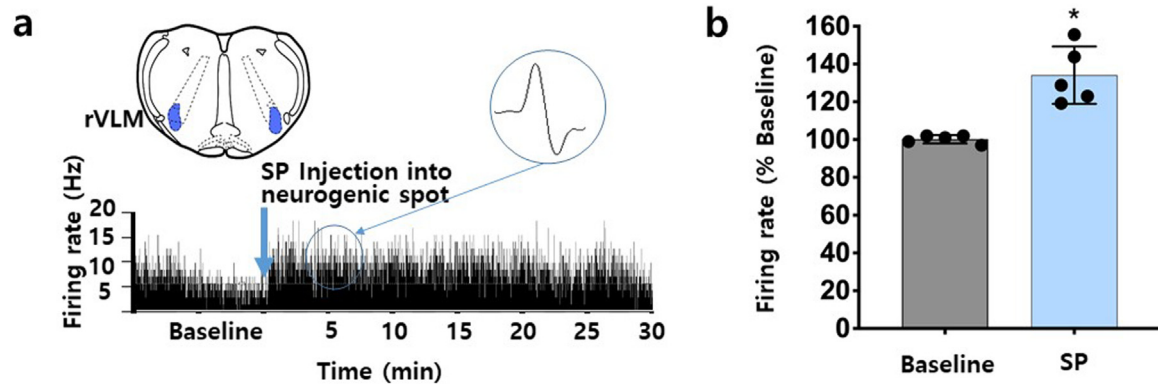 a
rVLM
SP Injection into
neurogenic spot
Firing rate (Hz)
20
15
10
5
Baseline 5 10 15 20 25 30
Time (min)
b
*
Firing rate (% Baseline)
160
140
120
100
80
60
40
20
0
Baseline SP